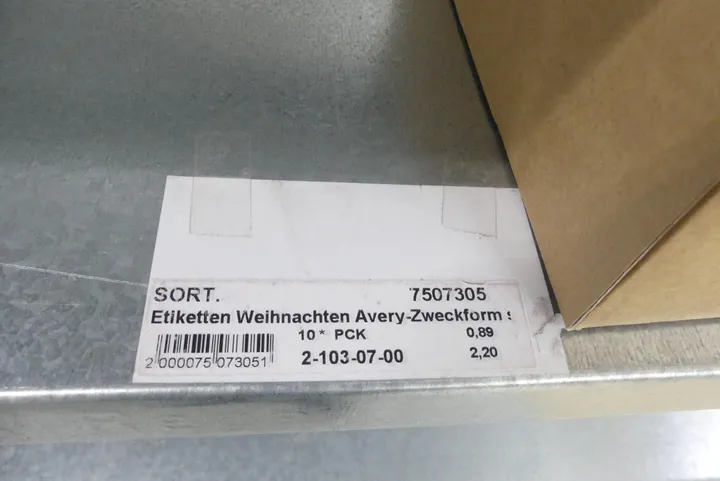 SORT. 7507305
Etiketten Weihnachten Avery-Zweckform s
10 * PCK 0,89
2 000075 073051 2-103-07-00 2,20